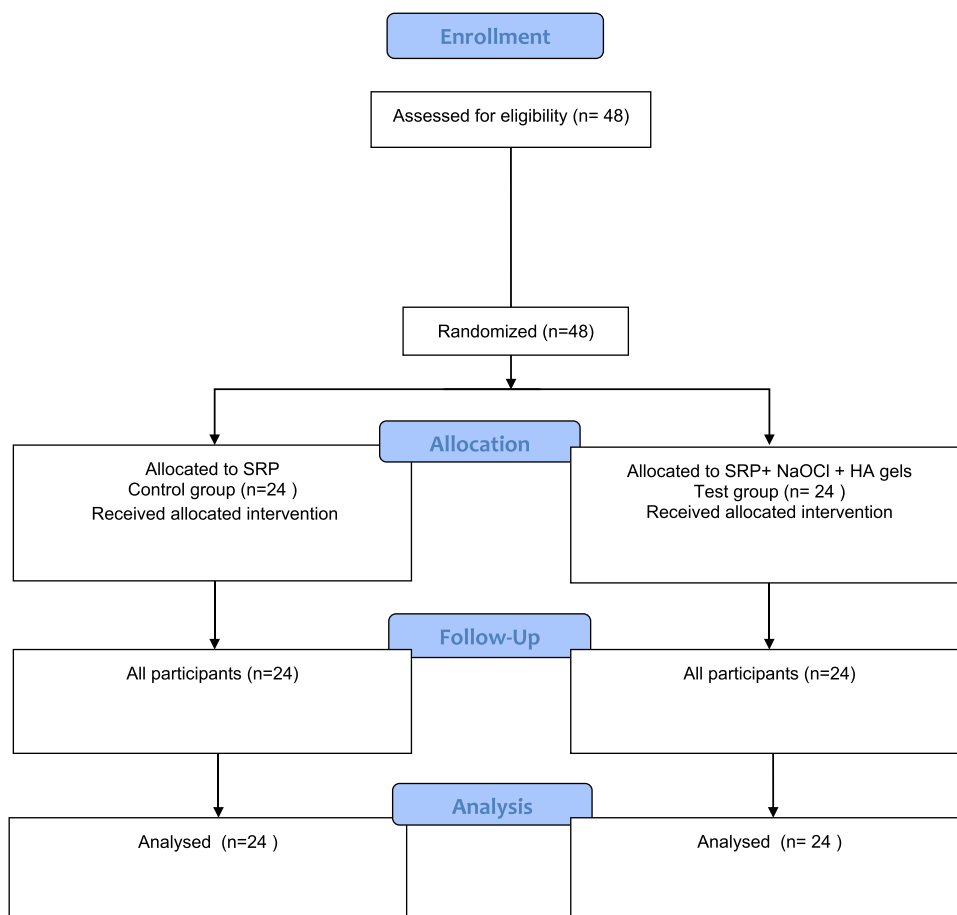 Enrollment
Assessed for eligibility (n= 48)
Randomized (n=48)
Allocation
Allocated to SRP
Control group (n=24 )
Received allocated intervention
Allocated to SRP+ NaOCl + HA gels
Test group (n= 24 )
Received allocated intervention
Follow-Up
All participants (n=24)
All participants (n=24)
Analysis
Analysed  (n=24 )
Analysed  (n= 24 )